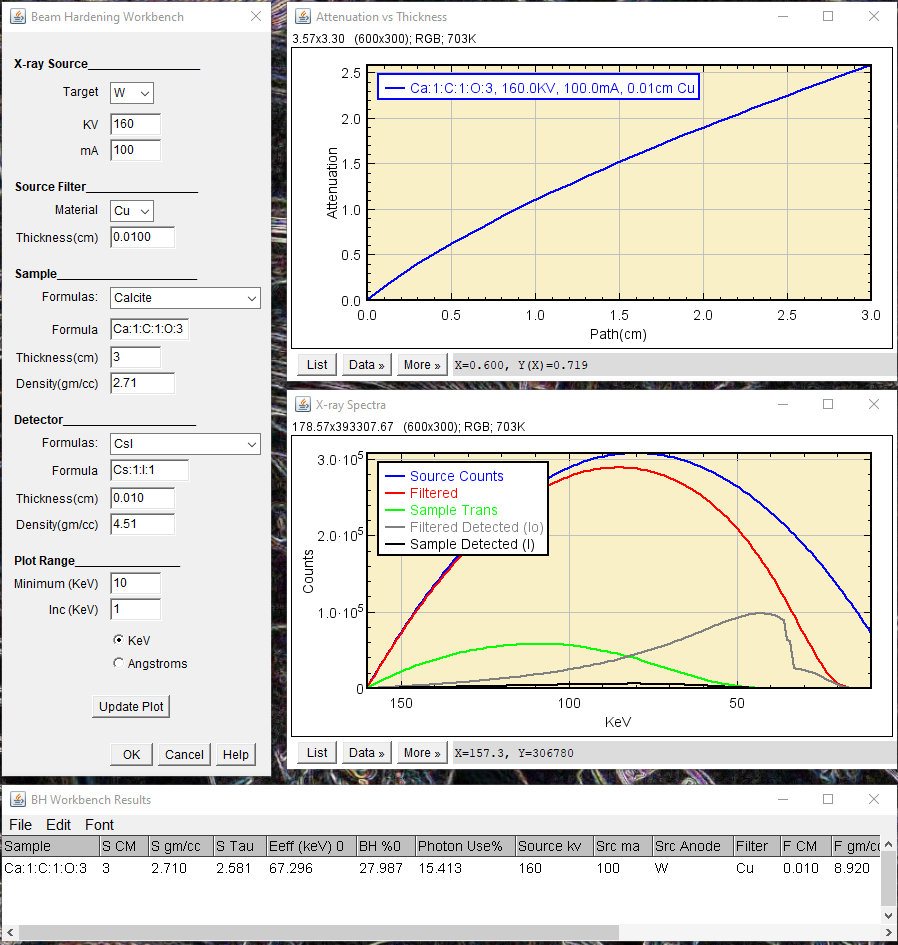 Beam Hardening Workbench
X-ray Source
Target W
KV 160
mA 100
Source Filter
Material Cu
Thickness(cm) 0.0100
Sample
Formulas: Calcite
Formula Ca:1:C:1:O:3
Thickness(cm) 3
Density(gm/cc) 2.71
Detector
Formulas: CsI
Formula Cs:1:I:1
Thickness(cm) 0.010
Density(gm/cc) 4.51
Plot Range
Minimum (KeV) 10
Inc (KeV) 1
KeV
Angstroms
Update Plot
OK Cancel Help
Attenuation vs Thickness
3.57x3.30 (600x300); RGB; 703K
Ca:1:C:1:O:3, 160.0KV, 100.0mA, 0.01cm Cu
2.5
2.0
1.5
1.0
0.5
0.0
Attenuation
0.0 0.5 1.0 1.5 2.0 2.5 3.0
Path(cm)
List Data » More » X=0.600, Y(X)=0.719
X-ray Spectra
178.57x393307.67 (600x300); RGB; 703K
Source Counts
Filtered
Sample Trans
Filtered Detected (Io)
Sample Detected (I)
3.0·10⁵
2.0·10⁵
1.0·10⁵
0
Counts
150 100 50
KeV
List Data » More » X=157.3, Y=306780
BH Workbench Results
File Edit Font
Sample S CM S gm/cc S Tau Eeff (keV) 0 BH %0 Photon Use% Source kv Src ma Src Anode Filter F CM F gm/cc
Ca:1:C:1:O:3 3 2.710 2.581 67.296 27.987 15.413 160 100 W Cu 0.010 8.920